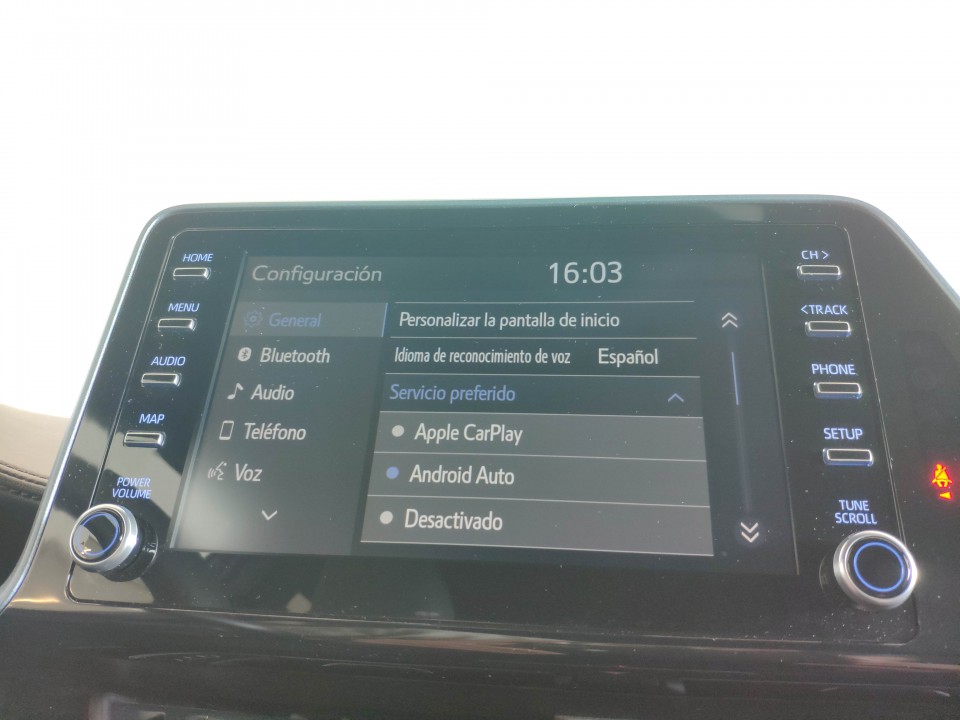 HOME
MENU
AUDIO
MAP
POWER
VOLUME
Configuración
16:03
General
Bluetooth
Audio
Teléfono
Voz
Personalizar la pantalla de inicio
Idioma de reconocimiento de voz Español
Servicio preferido
Apple CarPlay
Android Auto
Desactivado
CH >
< TRACK
PHONE
SETUP
TUNE
SCROLL